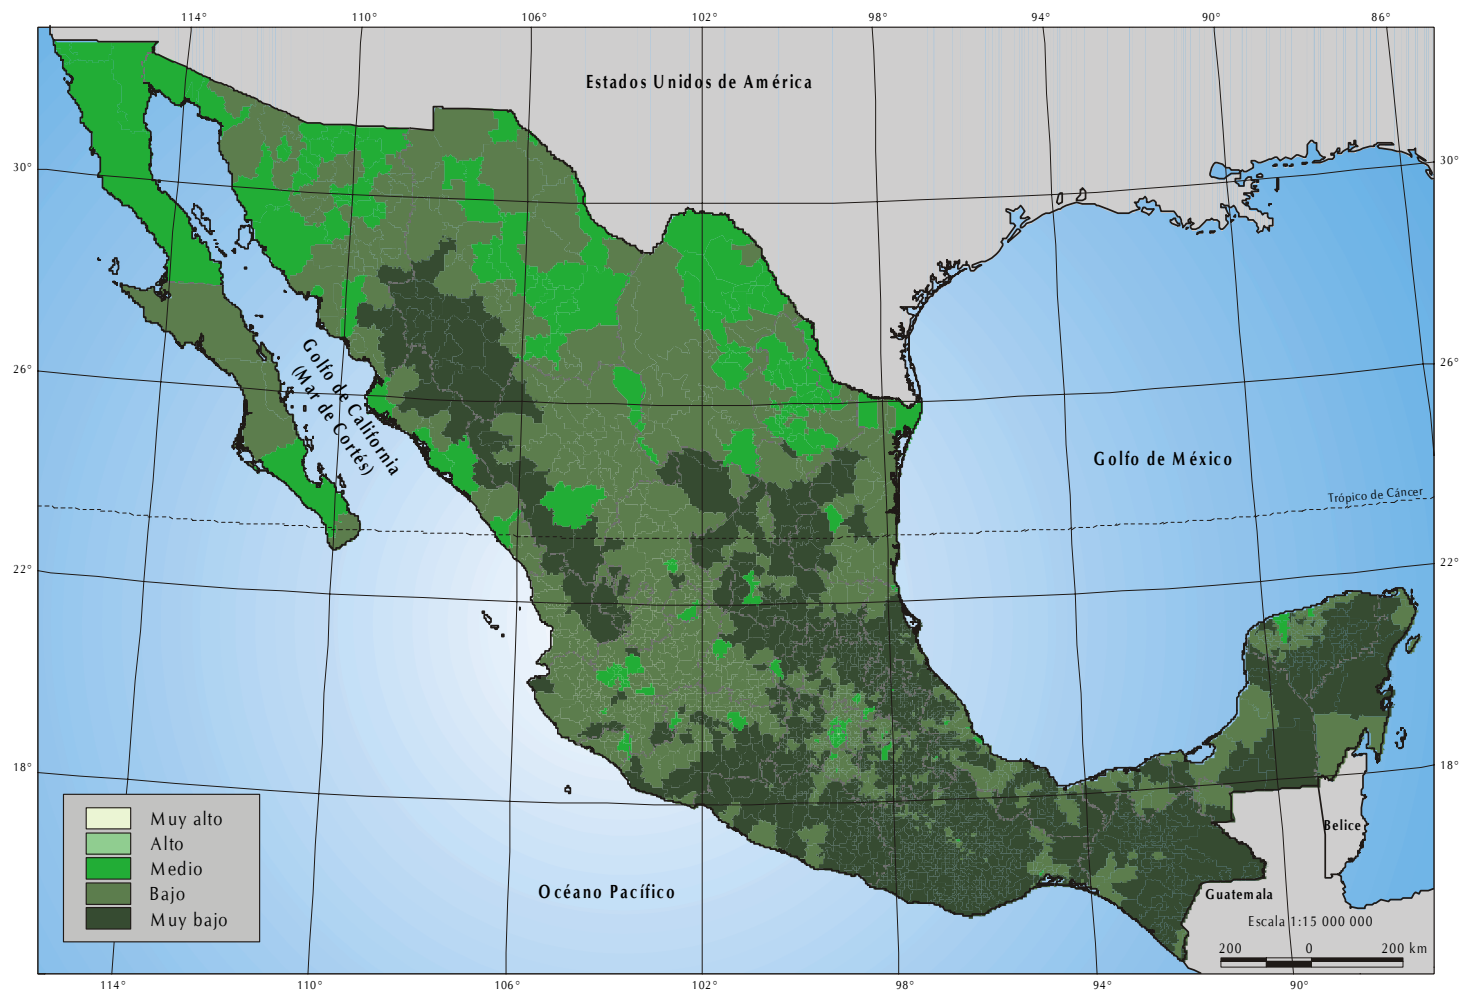 114° 110° 106° 102° 98° 94° 90° 86°
Estados Unidos de América
30° 30°
26° 26°
Golfo de California
(Mar de Cortés)
Golfo de México
Trópico de Cáncer
22° 22°
18° 18°
Muy alto
Alto
Medio
Bajo
Muy bajo
Belice
Océano Pacífico
Guatemala
Escala 1:15 000 000
200 0 200 km
114° 110° 106° 102° 98° 94° 90°